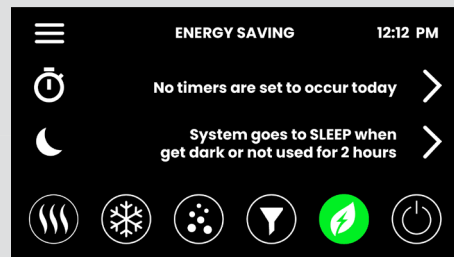 ENERGY SAVING 12:12 PM
No timers are set to occur today
System goes to SLEEP when
get dark or not used for 2 hours